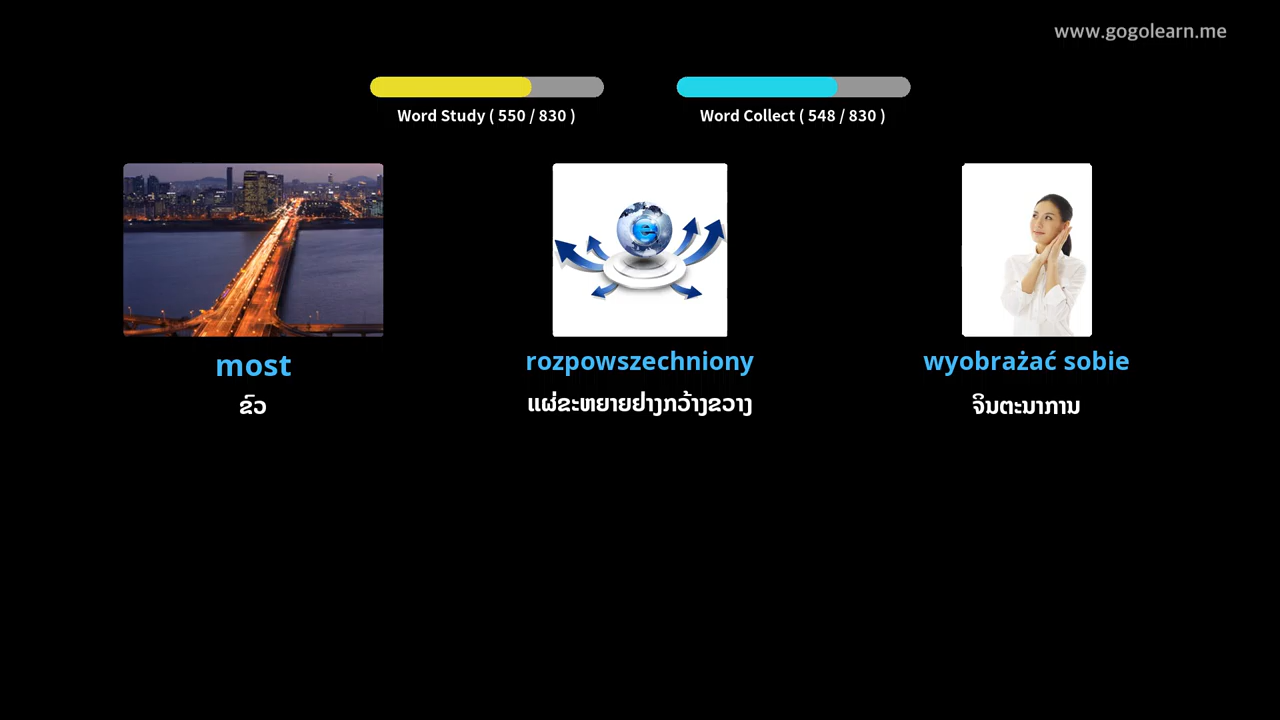 www.gogolearn.me
Word Study ( 550 / 830 )
Word Collect ( 548 / 830 )
most
rozpowszechniony
wyobrażać sobie
ຂົວ
ແຜ່ຂະຫຍາຍຢ່າງກວ້າງຂວາງ
ຈິນຕະນາການ